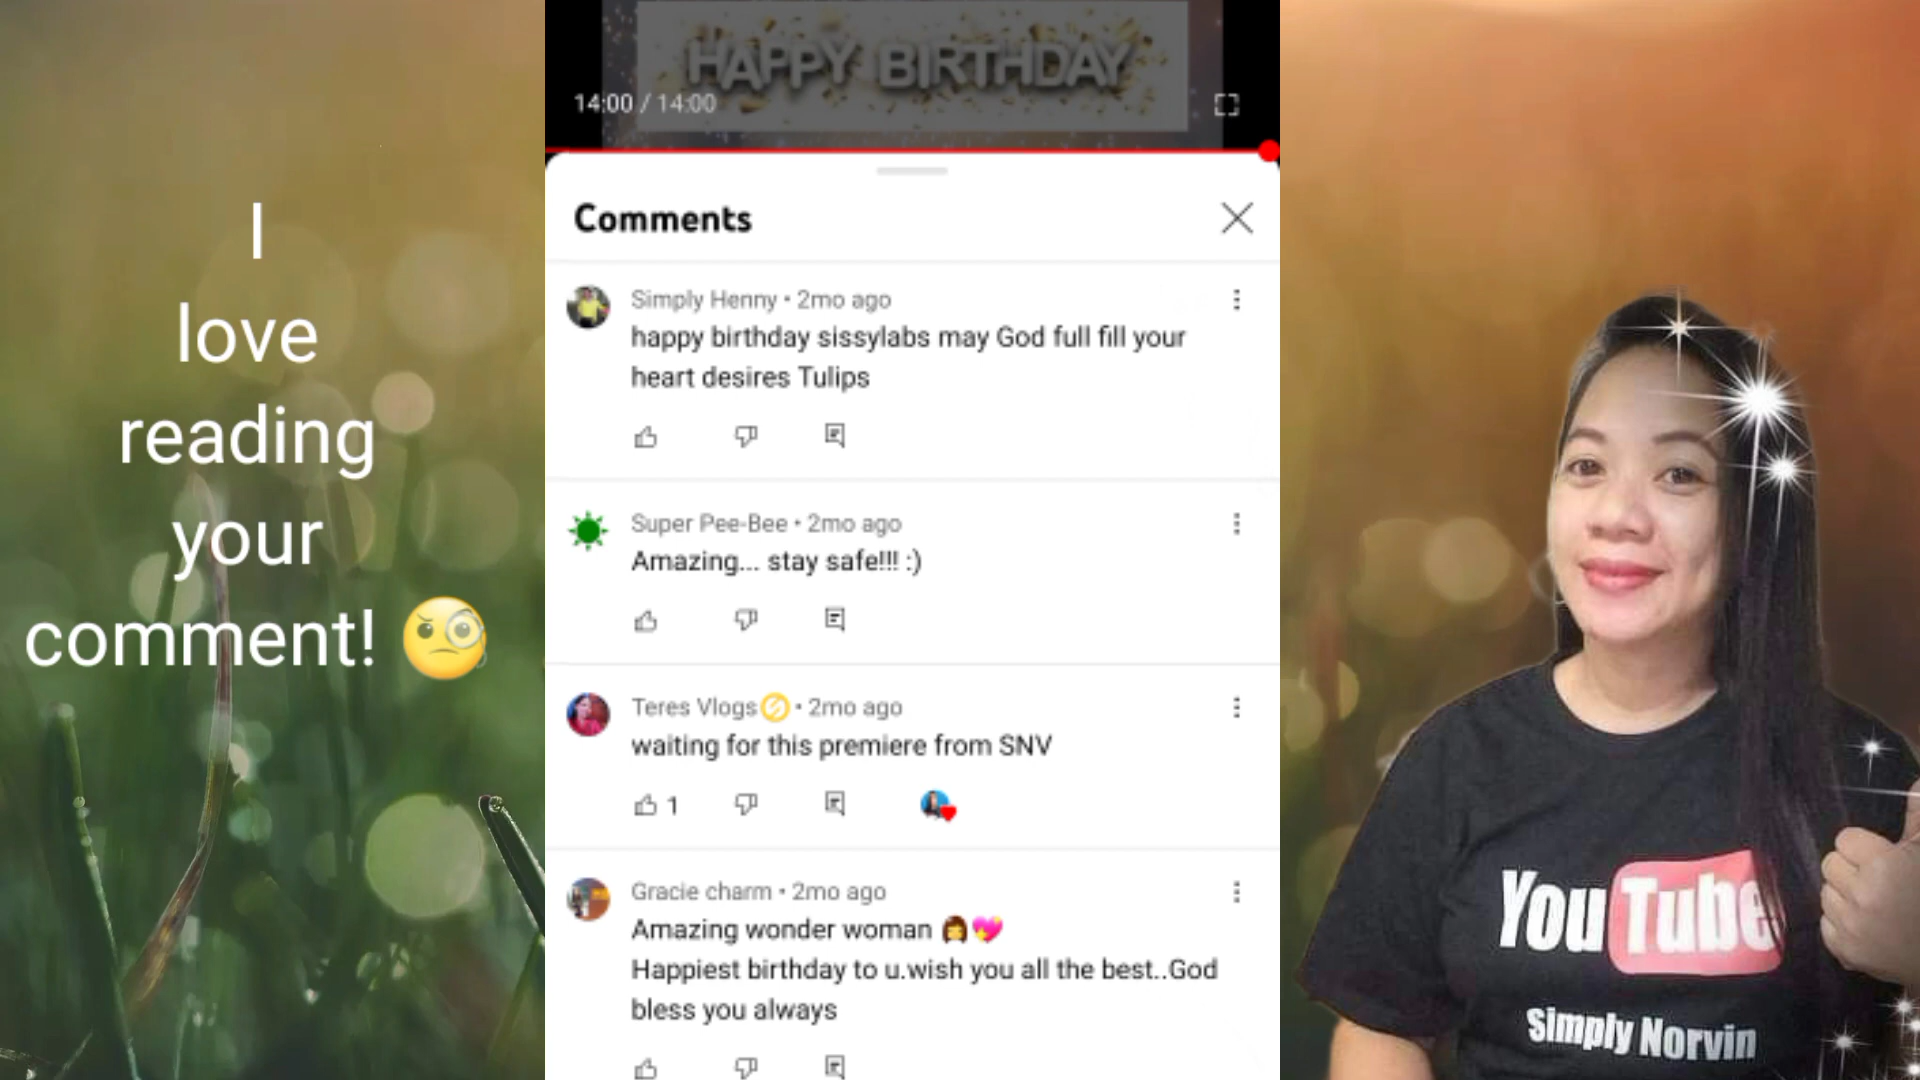 I
love
reading
your
comment! 🧐
HAPPY BIRTHDAY
14:00 / 14:00
Comments
Simply Henny • 2mo ago
happy birthday sissylabs may God full fill your
heart desires Tulips
Super Pee-Bee • 2mo ago
Amazing... stay safe!!! :)
Teres Vlogs • 2mo ago
waiting for this premiere from SNV
1
Gracie charm • 2mo ago
Amazing wonder woman 👩💖
Happiest birthday to u.wish you all the best..God
bless you always
YouTube
Simply Norvin